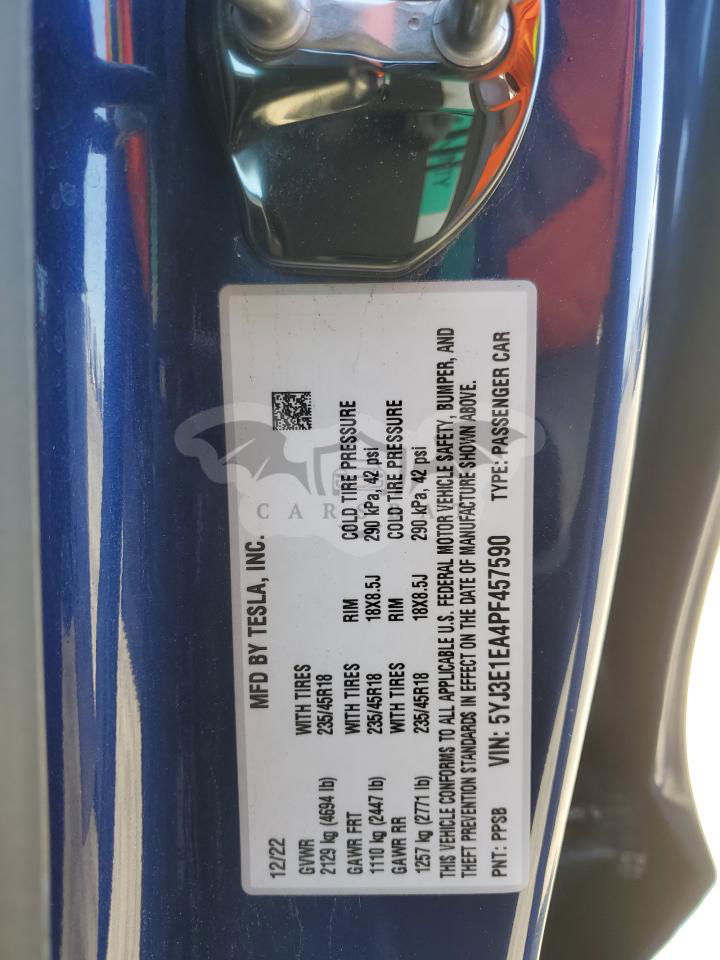 MFD BY TESLA, INC.
12/22
GVWR WITH TIRES
2129 kg (4694 lb) 235/45R18
GAWR FRT WITH TIRES RIM COLD TIRE PRESSURE
1110 kg (2447 lb) 235/45R18 18X8.5J 290 kPa, 42 psi
GAWR RR WITH TIRES RIM COLD TIRE PRESSURE
1257 kg (2771 lb) 235/45R18 18X8.5J 290 kPa, 42 psi
THIS VEHICLE CONFORMS TO ALL APPLICABLE U.S. FEDERAL MOTOR VEHICLE SAFETY, BUMPER, AND
THEFT PREVENTION STANDARDS IN EFFECT ON THE DATE OF MANUFACTURE SHOWN ABOVE.
PNT: PPSB VIN: 5YJ3E1EA4PF457590 TYPE: PASSENGER CAR